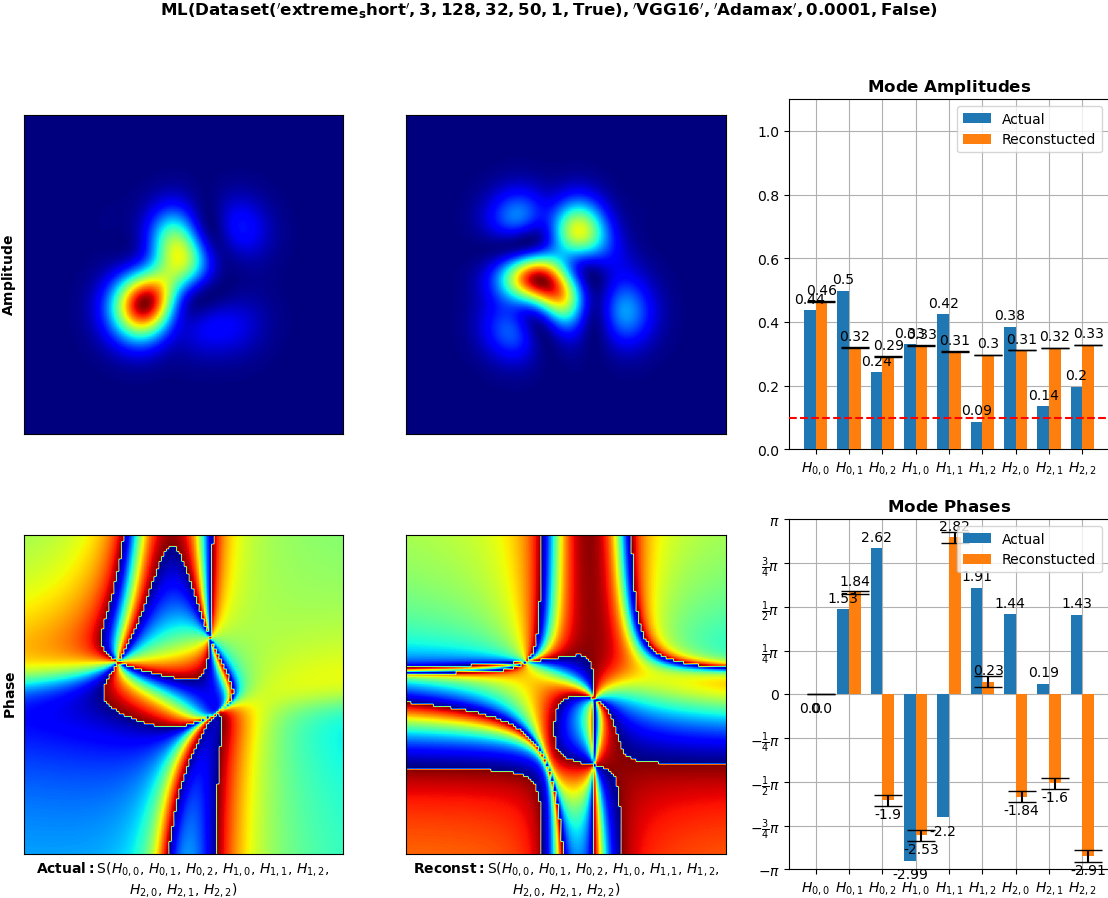 ML(Dataset('extreme_short', 3, 128, 32, 50, 1, True), 'VGG16', 'Adamax', 0.0001, False)
Amplitude
Mode Amplitudes
Actual
Reconstucted
1.0
0.8
0.6
0.4
0.2
0.0
0.44
0.46
0.5
0.32
0.24
0.29
0.33
0.33
0.42
0.31
0.09
0.3
0.38
0.31
0.14
0.32
0.2
0.33
H0,0 H0,1 H0,2 H1,0 H1,1 H1,2 H2,0 H2,1 H2,2
Phase
Mode Phases
Actual
Reconstucted
π
3/4π
1/2π
1/4π
0
−1/4π
−1/2π
−3/4π
−π
0.0
0.0
1.53
1.84
2.62
-1.9
-2.99
-2.53
-2.2
2.82
1.91
0.23
1.44
-1.84
0.19
-1.6
1.43
-2.91
H0,0 H0,1 H0,2 H1,0 H1,1 H1,2 H2,0 H2,1 H2,2
Actual: S(H0,0, H0,1, H0,2, H1,0, H1,1, H1,2,
H2,0, H2,1, H2,2)
Reconst: S(H0,0, H0,1, H0,2, H1,0, H1,1, H1,2,
H2,0, H2,1, H2,2)